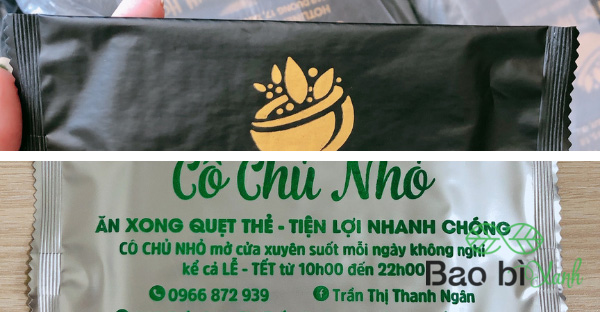 Cô Chủ Nhỏ
ĂN XONG QUẸT THẺ - TIỆN LỢI NHANH CHÓNG
CÔ CHỦ NHỎ mở cửa xuyên suốt mỗi ngày không nghỉ
kể cả LỄ - TẾT từ 10h00 đến 22h00
0966 872 939 Trần Thị Thanh Ngân
Bao bì Xanh